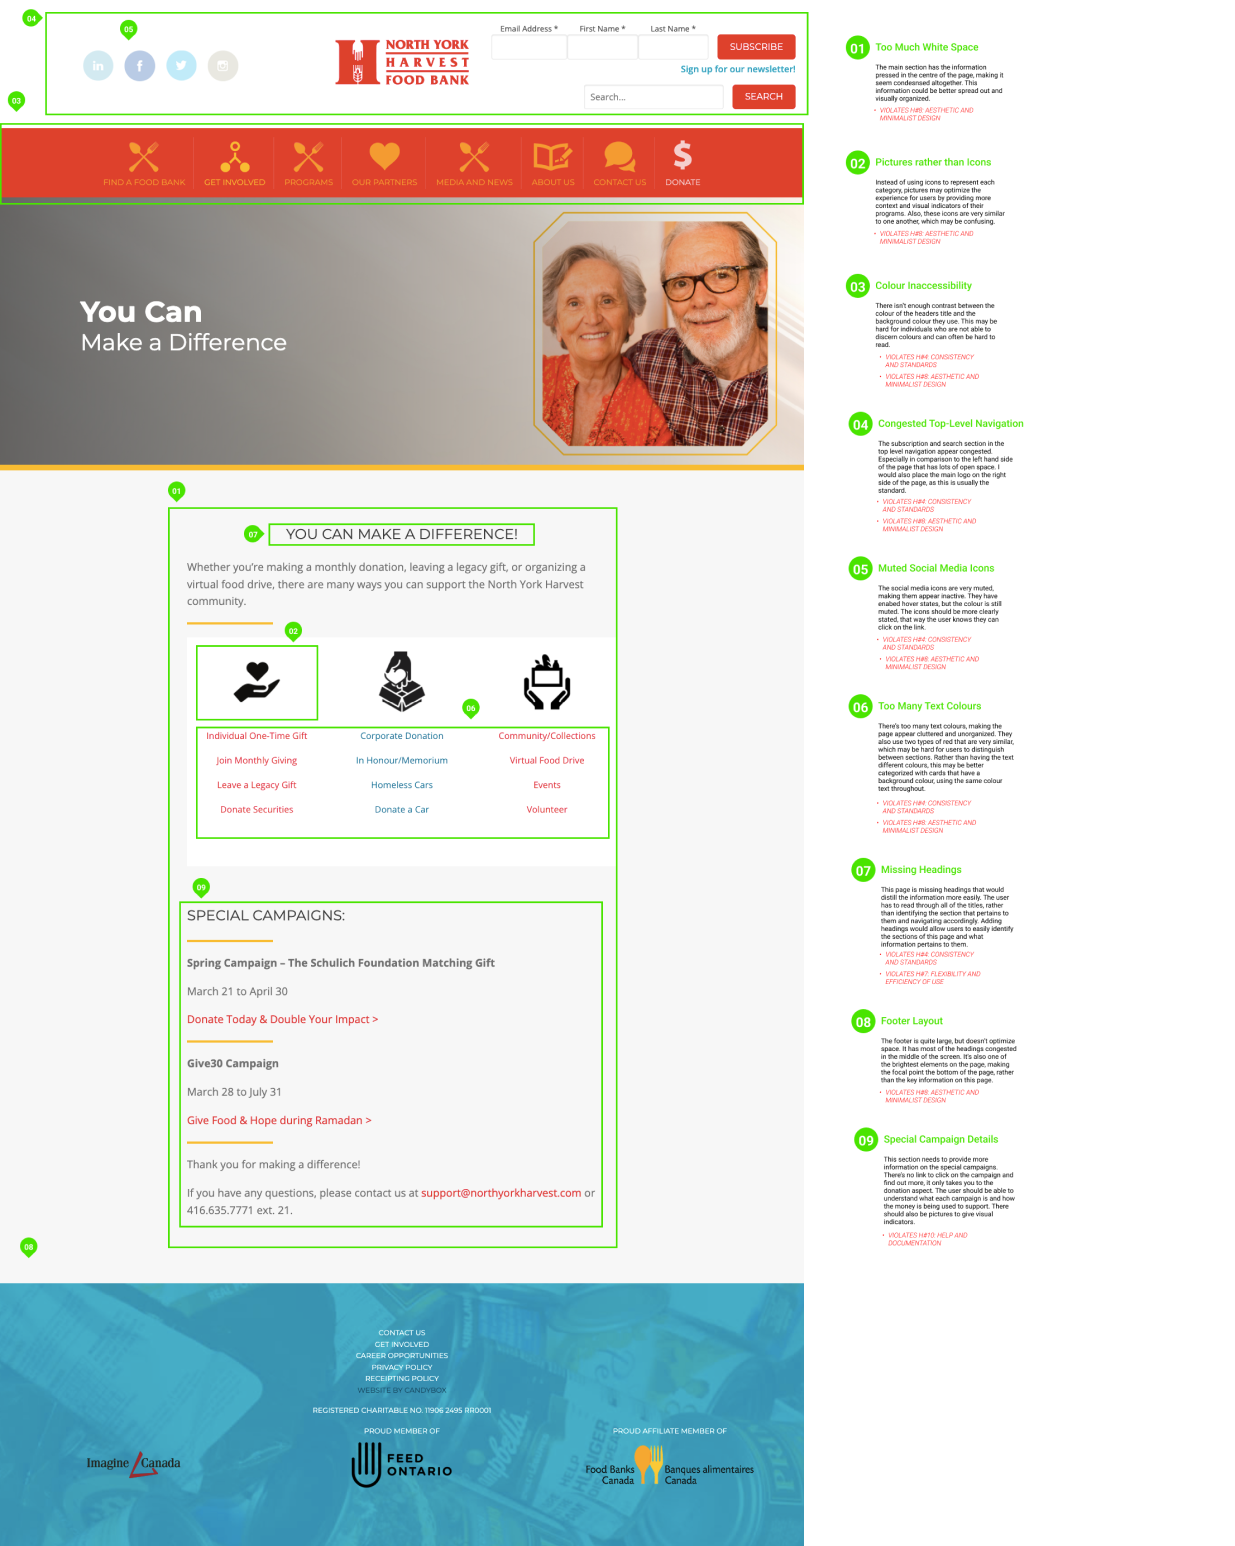 04
05
03
in
f
Email Address *
First Name *
Last Name *
SUBSCRIBE
Sign up for our newsletter!
Search...
SEARCH
NORTH YORK
HARVEST
FOOD BANK
FIND A FOOD BANK
GET INVOLVED
PROGRAMS
OUR PARTNERS
MEDIA AND NEWS
ABOUT US
CONTACT US
$
DONATE
You Can
Make a Difference
01
07
YOU CAN MAKE A DIFFERENCE!
Whether you're making a monthly donation, leaving a legacy gift, or organizing a
virtual food drive, there are many ways you can support the North York Harvest
community.
02
06
Individual One-Time Gift
Corporate Donation
Community/Collections
Join Monthly Giving
In Honour/Memorium
Virtual Food Drive
Leave a Legacy Gift
Homeless Cars
Events
Donate Securities
Donate a Car
Volunteer
09
SPECIAL CAMPAIGNS:
Spring Campaign – The Schulich Foundation Matching Gift
March 21 to April 30
Donate Today & Double Your Impact >
Give30 Campaign
March 28 to July 31
Give Food & Hope during Ramadan >
Thank you for making a difference!
If you have any questions, please contact us at support@northyorkharvest.com or
416.635.7771 ext. 21.
08
CONTACT US
GET INVOLVED
CAREER OPPORTUNITIES
PRIVACY POLICY
RECEIPTING POLICY
WEBSITE BY CANDYBOX
REGISTERED CHARITABLE NO. 11906 2495 RR0001
PROUD MEMBER OF
PROUD AFFILIATE MEMBER OF
Imagine Canada
FEED
ONTARIO
Food Banks
Canada
Banques alimentaires
Canada
01 Too Much White Space
The main section has the information
pressed in the centre of the page, making it
seem condesnsed altogether. This
information could be better spread out and
visually organized.
• VIOLATES H#8: AESTHETIC AND
MINIMALIST DESIGN
02 Pictures rather than Icons
Instead of using icons to represent each
category, pictures may optimize the
experience for users by providing more
context and visual indicators of their
programs. Also, these icons are very similar
to one another, which may be confusing.
• VIOLATES H#8: AESTHETIC AND
MINIMALIST DESIGN
03 Colour Inaccessibility
There isn't enough contrast between the
colour of the headers title and the
background colour they use. This may be
hard for individuals who are not able to
discern colours and can often be hard to
read.
• VIOLATES H#4: CONSISTENCY
AND STANDARDS
• VIOLATES H#8: AESTHETIC AND
MINIMALIST DESIGN
04 Congested Top-Level Navigation
The subscription and search section in the
top level navigation appear congested.
Especially in comparison to the left hand side
of the page that has lots of open space. I
would also place the main logo on the right
side of the page, as this is usually the
standard.
• VIOLATES H#4: CONSISTENCY
AND STANDARDS
• VIOLATES H#8: AESTHETIC AND
MINIMALIST DESIGN
05 Muted Social Media Icons
The social media icons are very muted,
making them appear inactive. They have
enabed hover states, but the colour is still
muted. The icons should be more clearly
stated, that way the user knows they can
click on the link.
• VIOLATES H#4: CONSISTENCY
AND STANDARDS
• VIOLATES H#8: AESTHETIC AND
MINIMALIST DESIGN
06 Too Many Text Colours
There's too many text colours, making the
page appear cluttered and unorganized. They
also use two types of red that are very similar,
which may be hard for users to distinguish
between sections. Rather than having the text
different colours, this may be better
categorized with cards that have a
background colour, using the same colour
text throughout.
• VIOLATES H#4: CONSISTENCY
AND STANDARDS
• VIOLATES H#8: AESTHETIC AND
MINIMALIST DESIGN
07 Missing Headings
This page is missing headings that would
distill the information more easily. The user
has to read through all of the titles, rather
than identifying the section that pertains to
them and navigating accordingly. Adding
headings would allow users to easily identify
the sections of this page and what
information pertains to them.
• VIOLATES H#4: CONSISTENCY
AND STANDARDS
• VIOLATES H#7: FLEXIBILITY AND
EFFICIENCY OF USE
08 Footer Layout
The footer is quite large, but doesn't optimize
space. It has most of the headings congested
in the middle of the screen. It's also one of
the brightest elements on the page, making
the focal point the bottom of the page, rather
than the key information on this page.
• VIOLATES H#8: AESTHETIC AND
MINIMALIST DESIGN
09 Special Campaign Details
This section needs to provide more
information on the special campaigns.
There's no link to click on the campaign and
find out more, it only takes you to the
donation aspect. The user should be able to
understand what each campaign is and how
the money is being used to support. There
should also be pictures to give visual
indicators.
• VIOLATES H#10: HELP AND
DOCUMENTATION